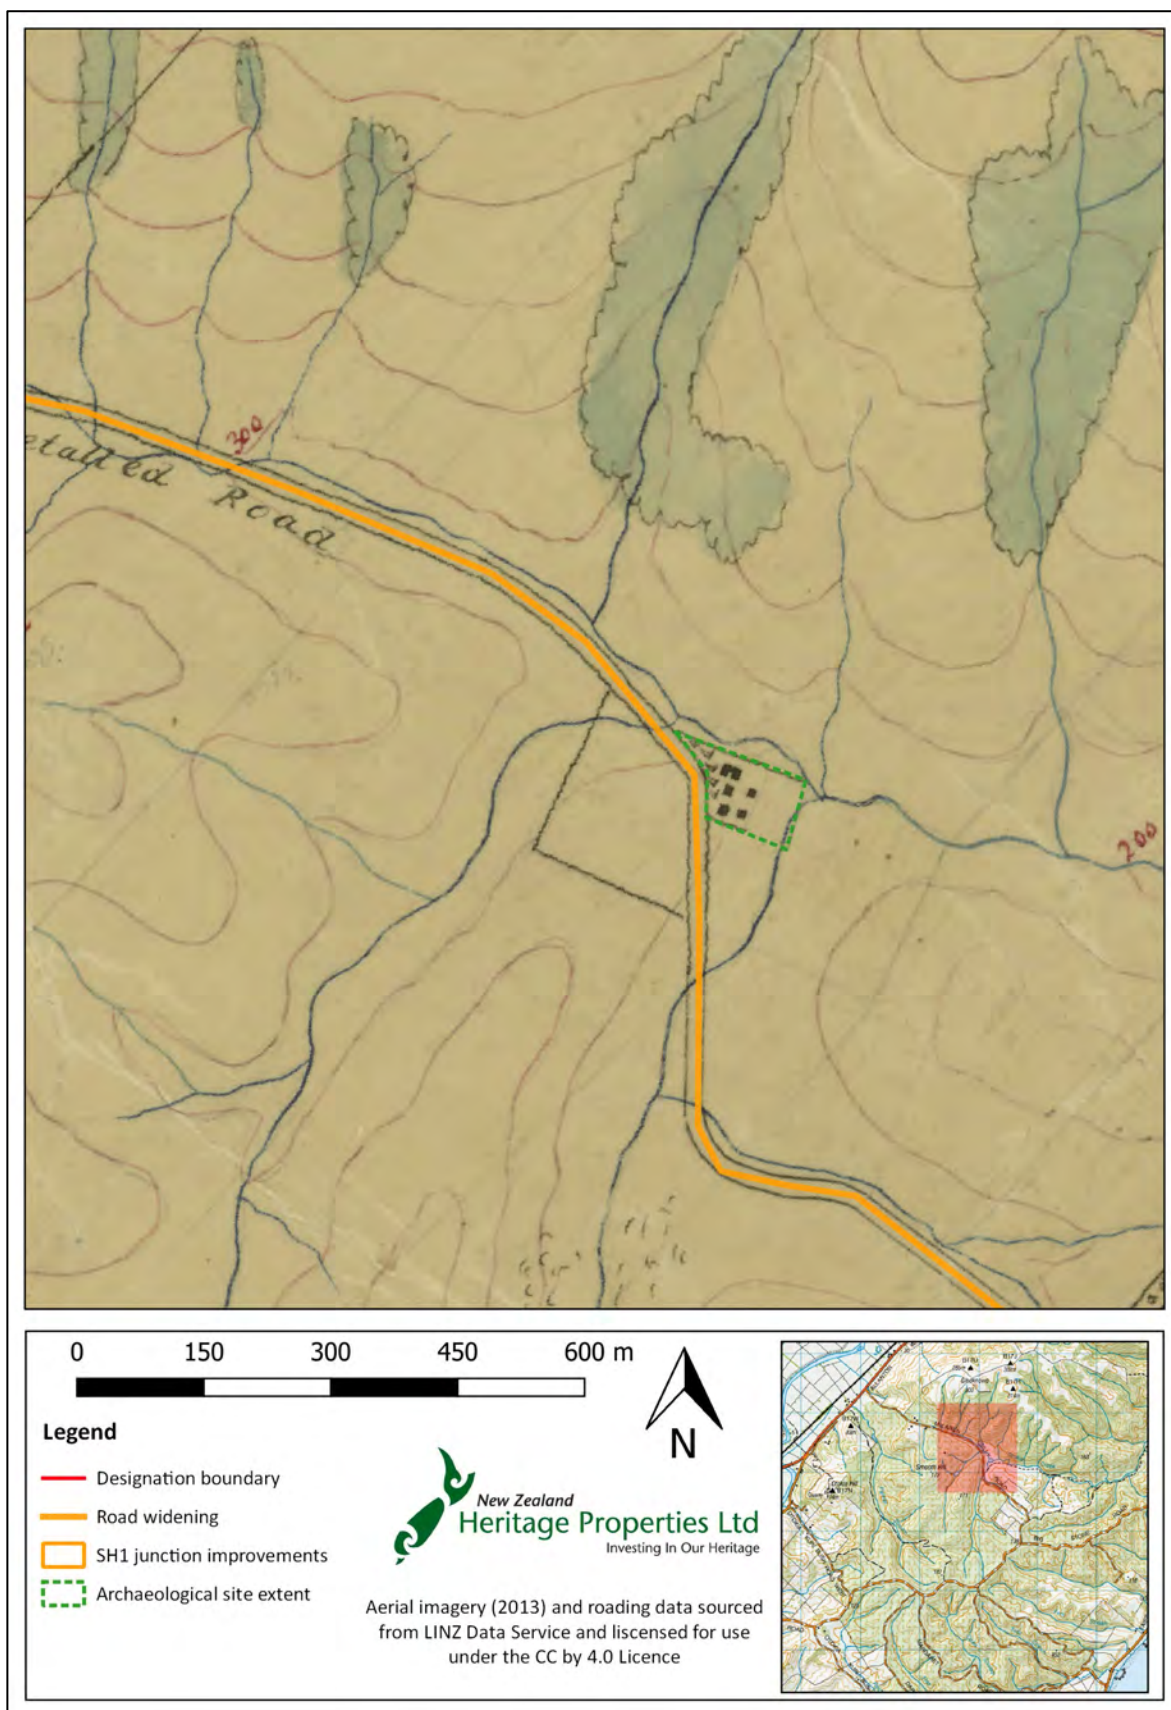 300
etalled Road
200
0 150 300 450 600 m
N
Legend
Designation boundary
Road widening
SH1 junction improvements
Archaeological site extent
New Zealand
Heritage Properties Ltd
Investing In Our Heritage
Aerial imagery (2013) and roading data sourced
from LINZ Data Service and liscensed for use
under the CC by 4.0 Licence